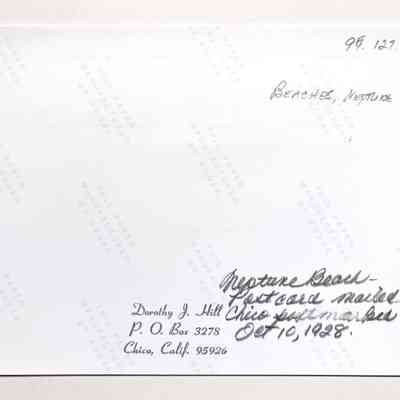 95.127.
BEACHES, NEPTUNE
Neptune Beach -
Postcard mailed
Dorothy J. Hill Chico postmarked
P. O. Box 3278 Oct 10, 1928.
Chico, Calif. 95926